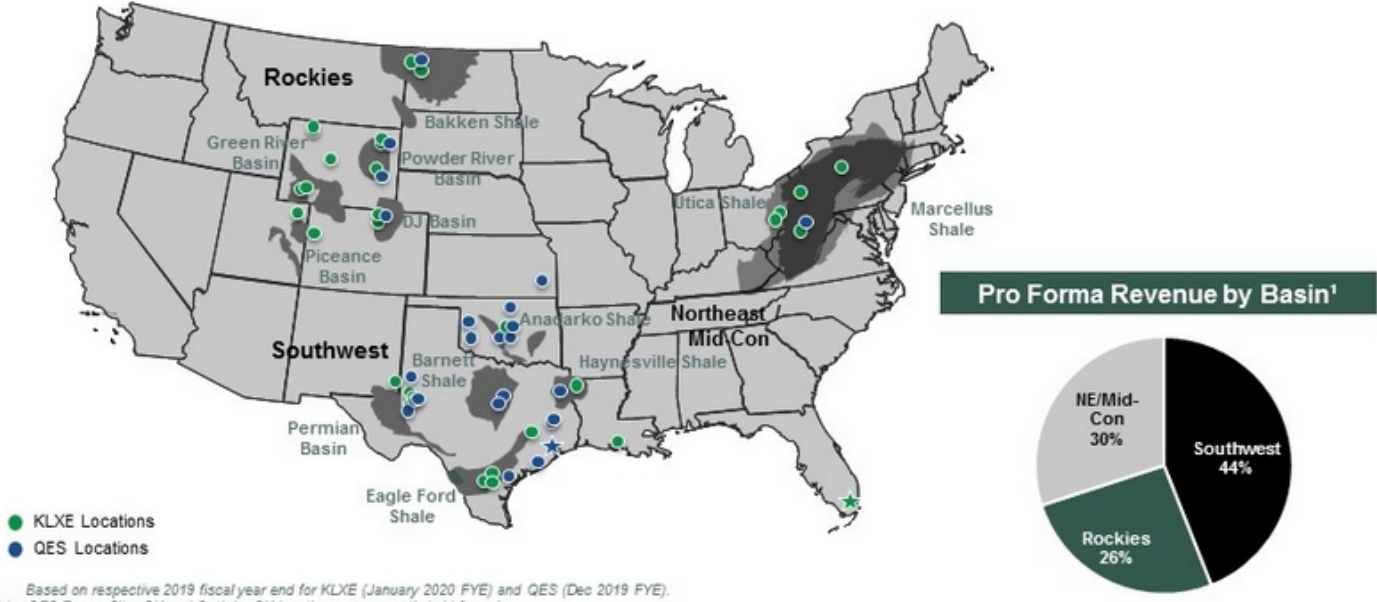 Rockies
Bakken Shale
Green River
Basin
Powder River
Basin
DJ Basin
Piceance
Basin
Utica Shale
Marcellus
Shale
Anadarko Shale
Northeast
Mid-Con
Southwest
Barnett
Shale
Haynesville Shale
Permian
Basin
Eagle Ford
Shale
KLXE Locations
QES Locations
Pro Forma Revenue by Basin¹
NE/Mid-
Con
30%
Southwest
44%
Rockies
26%
Based on respective 2019 fiscal year end for KLXE (January 2020 FYE) and QES (Dec 2019 FYE).